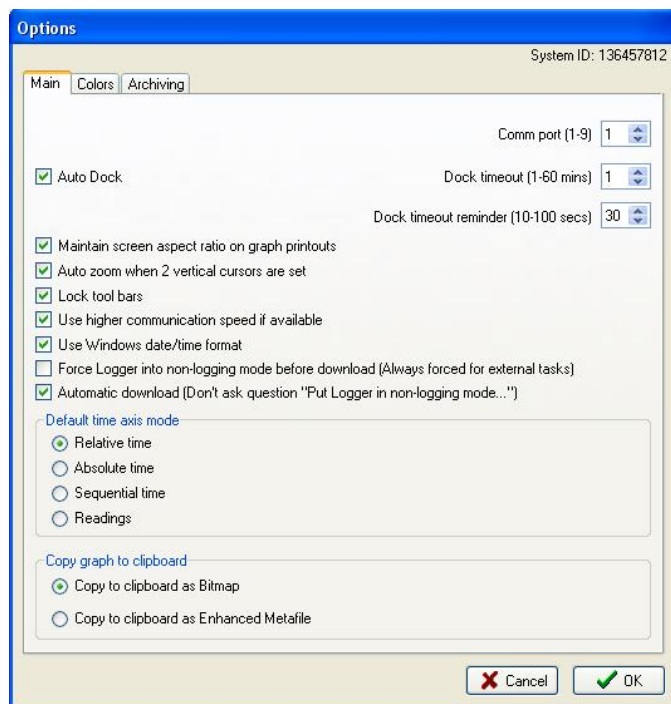 Options
System ID: 136457812
Main Colors Archiving
Comm port (1-9) 1
Auto Dock Dock timeout (1-60 mins) 1
Dock timeout reminder (10-100 secs) 30
Maintain screen aspect ratio on graph printouts
Auto zoom when 2 vertical cursors are set
Lock tool bars
Use higher communication speed if available
Use Windows date/time format
Force Logger into non-logging mode before download (Always forced for external tasks)
Automatic download (Don't ask question "Put Logger in non-logging mode...")
Default time axis mode
Relative time
Absolute time
Sequential time
Readings
Copy graph to clipboard
Copy to clipboard as Bitmap
Copy to clipboard as Enhanced Metafile
Cancel OK